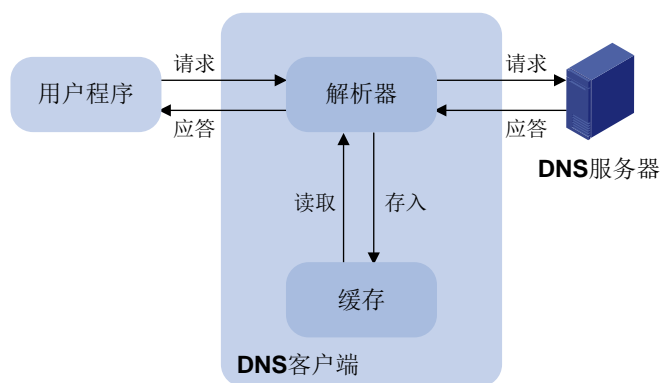 请求
请求
用户程序
解析器
应答
应答
DNS服务器
读取
存入
缓存
DNS客户端